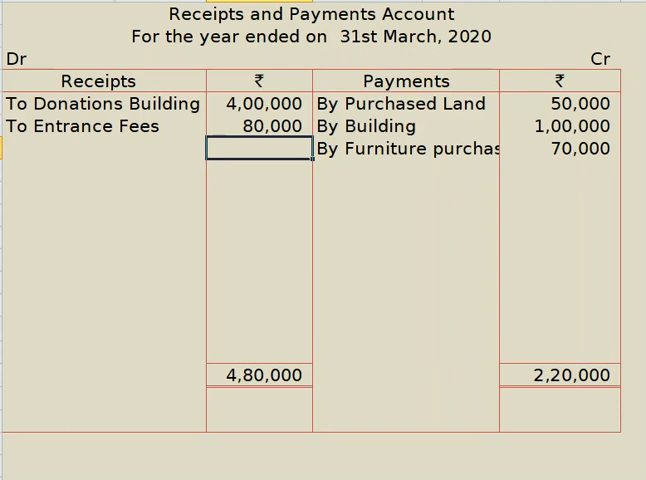 Receipts and Payments Account
For the year ended on 31st March, 2020
Dr Cr
Receipts ₹ Payments ₹
To Donations Building 4,00,000 By Purchased Land 50,000
To Entrance Fees 80,000 By Building 1,00,000
By Furniture purchas 70,000
4,80,000 2,20,000